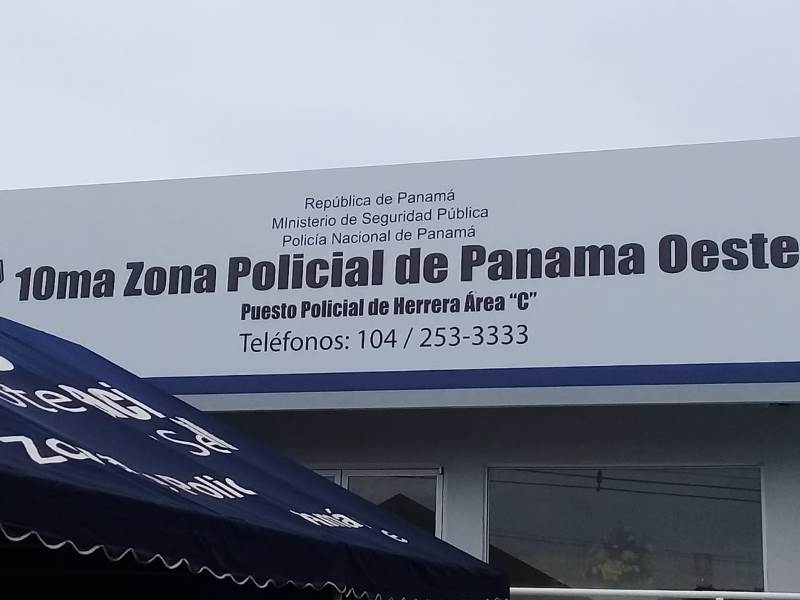 República de Panamá
MInisterio de Seguridad Pública
Policía Nacional de Panamá
10ma Zona Policial de Panama Oeste
Puesto Policial de Herrera Área “C”
Teléfonos: 104 / 253-3333